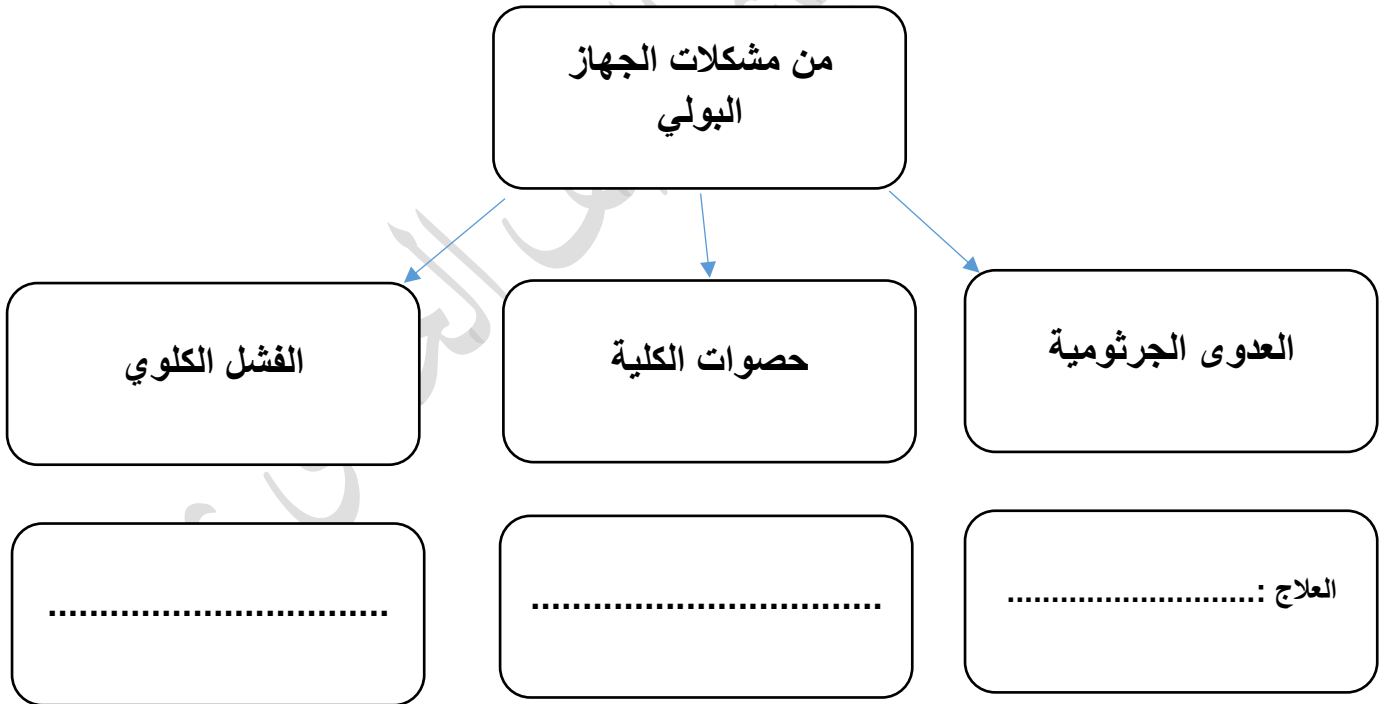 من مشكلات الجهاز
البولي
العدوى الجرثومية
حصوات الكلية
الفشل الكلوي
العلاج :............................
..................................
.................................